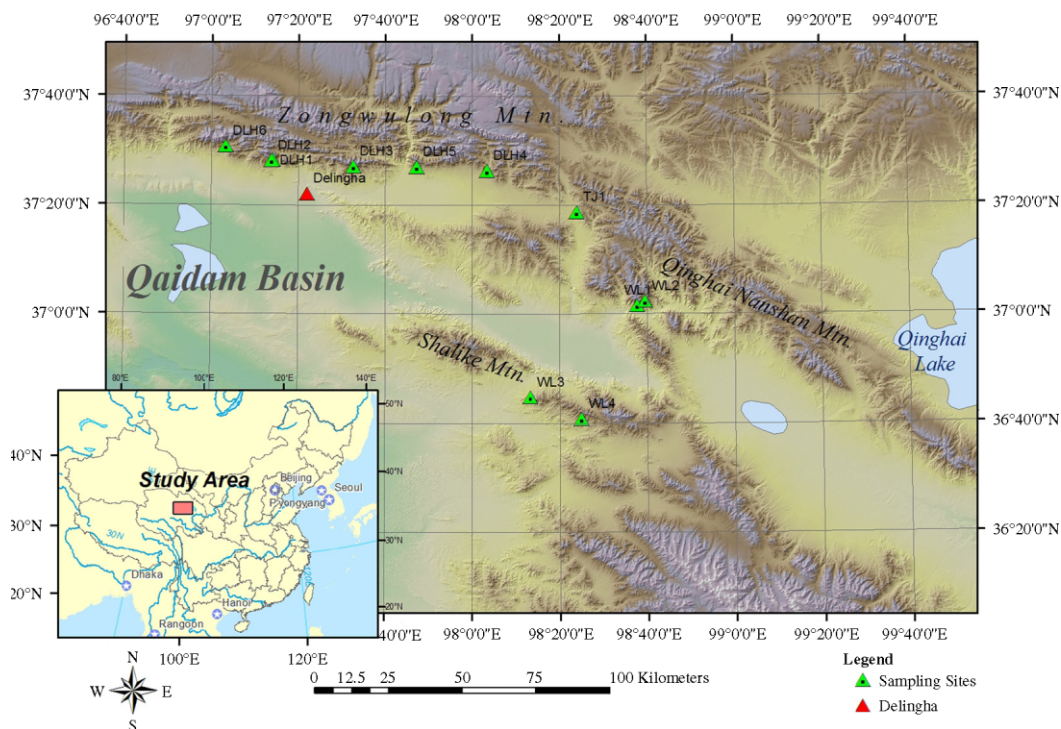 96°40'0"E 97°0'0"E 97°20'0"E 97°40'0"E 98°0'0"E 98°20'0"E 98°40'0"E 99°0'0"E 99°20'0"E 99°40'0"E
37°40'0"N 37°40'0"N
Zongwulong Mtn.
DLH6
DLH2
DLH1
DLH3
DLH5
DLH4
Delingha
TJ1
37°20'0"N 37°20'0"N
Qaidam Basin
Qinghai Nanshan Mtn.
WL1
WL2
37°0'0"N 37°0'0"N
Shalike Mtn.
Qinghai
Lake
WL3
WL4
36°40'0"N
36°20'0"N
80°E 100°E 120°E 140°E
50°N
40°N 40°N
Study Area
Beijing
Seoul
Pyongyang
30°N 30°N
30N
20°N 20°N
120E
Dhaka
Hanoi
Rangoon
100°E 120°E
40'0"E 98°0'0"E 98°20'0"E 98°40'0"E 99°0'0"E 99°20'0"E 99°40'0"E
N
W E
S
0 12.5 25 50 75 100 Kilometers
Legend
Sampling Sites
Delingha